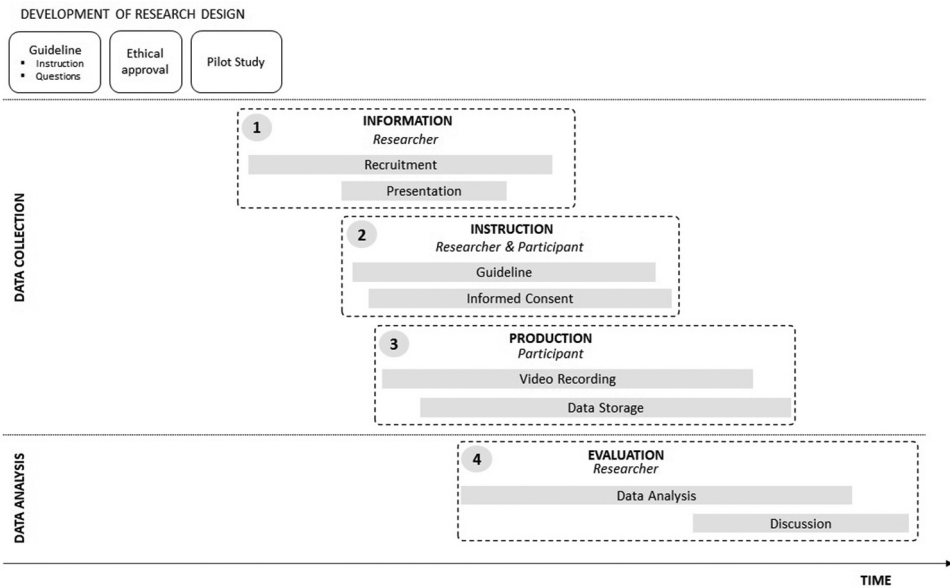 DEVELOPMENT OF RESEARCH DESIGN
Guideline
▪ Instruction
▪ Questions
Ethical
approval
Pilot Study
DATA COLLECTION
1
INFORMATION
Researcher
Recruitment
Presentation
2
INSTRUCTION
Researcher & Participant
Guideline
Informed Consent
3
PRODUCTION
Participant
Video Recording
Data Storage
DATA ANALYSIS
4
EVALUATION
Researcher
Data Analysis
Discussion
TIME